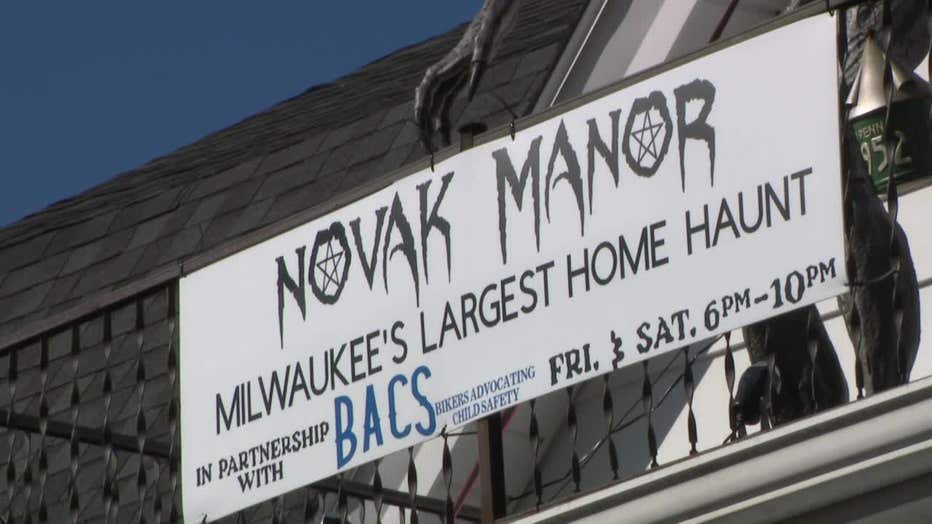 NOVAK MANOR
MILWAUKEE'S LARGEST HOME HAUNT
IN PARTNERSHIP
WITH
BACS
BIKERS ADVOCATING
CHILD SAFETY
FRI. & SAT. 6PM-10PM
PENN
952